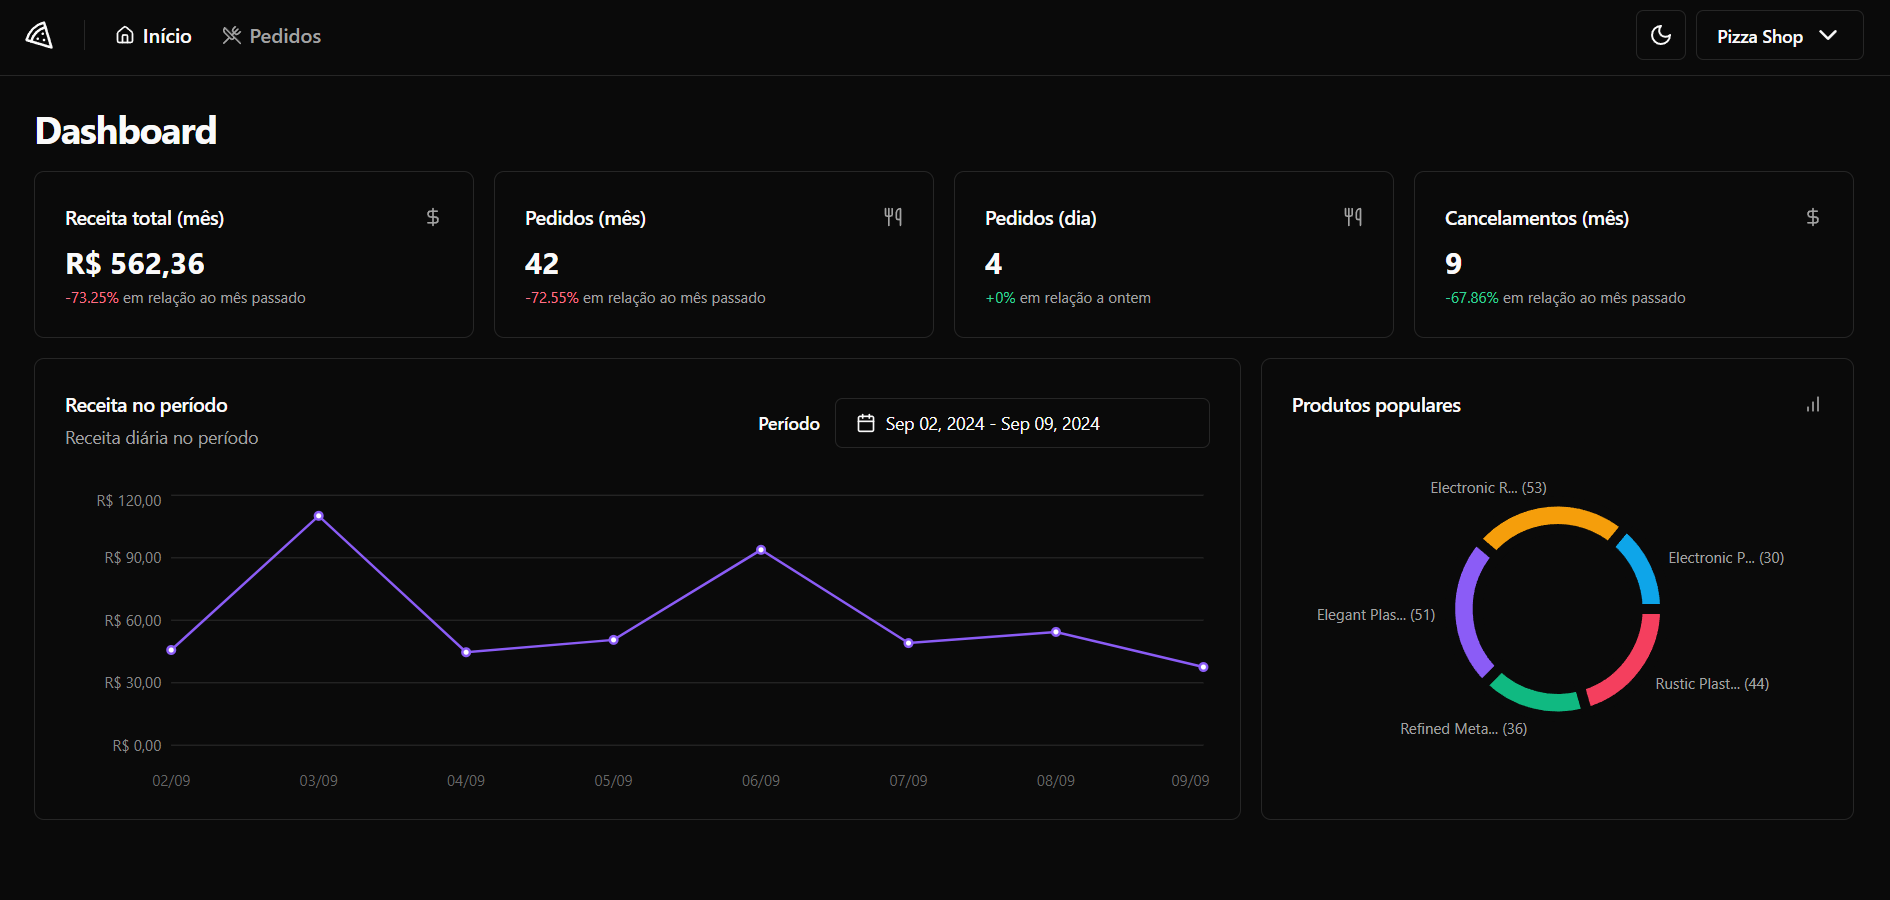 Início
Pedidos
Pizza Shop
Dashboard
Receita total (mês)
R$ 562,36
-73.25% em relação ao mês passado
Pedidos (mês)
42
-72.55% em relação ao mês passado
Pedidos (dia)
4
+0% em relação a ontem
Cancelamentos (mês)
9
-67.86% em relação ao mês passado
Receita no período
Receita diária no período
Período
Sep 02, 2024 - Sep 09, 2024
R$ 120,00
R$ 90,00
R$ 60,00
R$ 30,00
R$ 0,00
02/09
03/09
04/09
05/09
06/09
07/09
08/09
09/09
Produtos populares
Electronic R... (53)
Electronic P... (30)
Elegant Plas... (51)
Rustic Plast... (44)
Refined Meta... (36)